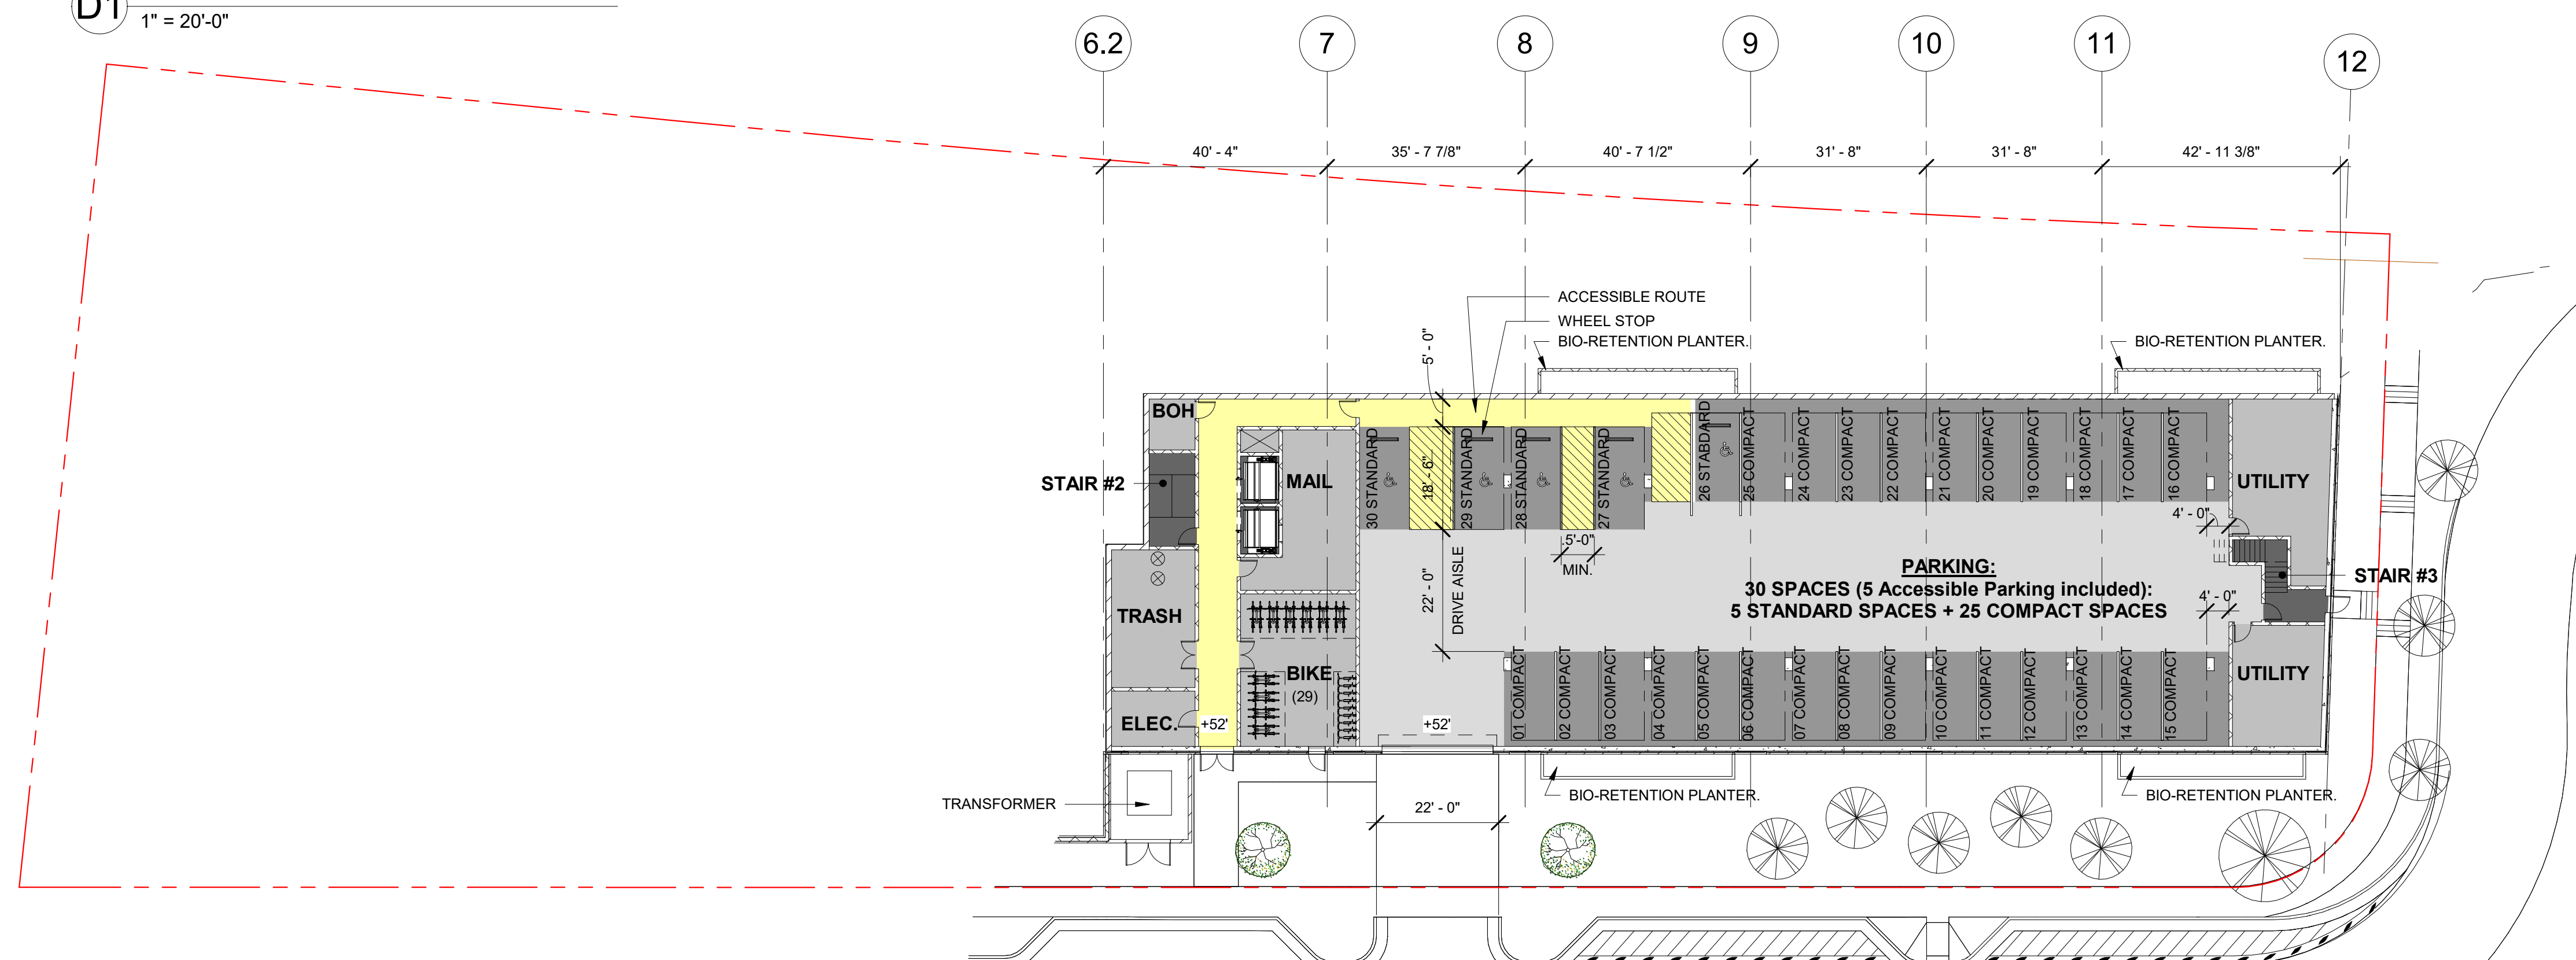 D1
1" = 20'-0"
6.2
7
8
9
10
11
12
40' - 4"
35' - 7 7/8"
40' - 7 1/2"
31' - 8"
31' - 8"
42' - 11 3/8"
ACCESSIBLE ROUTE
WHEEL STOP
BIO-RETENTION PLANTER.
BIO-RETENTION PLANTER.
5' - 0"
BOH
STAIR #2
MAIL
TRASH
BIKE
(29)
ELEC.
+52'
+52'
30 STANDARD
18' - 6"
29 STANDARD
28 STANDARD
27 STANDARD
26 STABDARD
25 COMPACT
24 COMPACT
23 COMPACT
22 COMPACT
21 COMPACT
20 COMPACT
19 COMPACT
18 COMPACT
17 COMPACT
16 COMPACT
UTILITY
4' - 0"
5'-0"
MIN.
22' - 0"
DRIVE AISLE
PARKING:
30 SPACES (5 Accessible Parking included):
5 STANDARD SPACES + 25 COMPACT SPACES
STAIR #3
4' - 0"
01 COMPACT
02 COMPACT
03 COMPACT
04 COMPACT
05 COMPACT
06 COMPACT
07 COMPACT
08 COMPACT
09 COMPACT
10 COMPACT
11 COMPACT
12 COMPACT
13 COMPACT
14 COMPACT
15 COMPACT
UTILITY
TRANSFORMER
22' - 0"
BIO-RETENTION PLANTER.
BIO-RETENTION PLANTER.